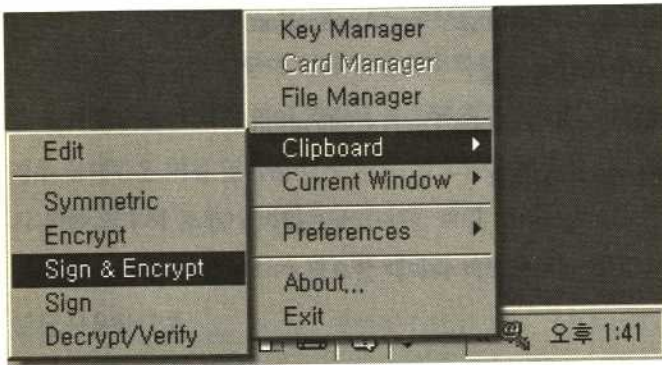 Key Manager
Card Manager
File Manager
Clipboard
Current Window
Preferences
About...
Exit
Edit
Symmetric
Encrypt
Sign & Encrypt
Sign
Decrypt/Verify
오후 1:41